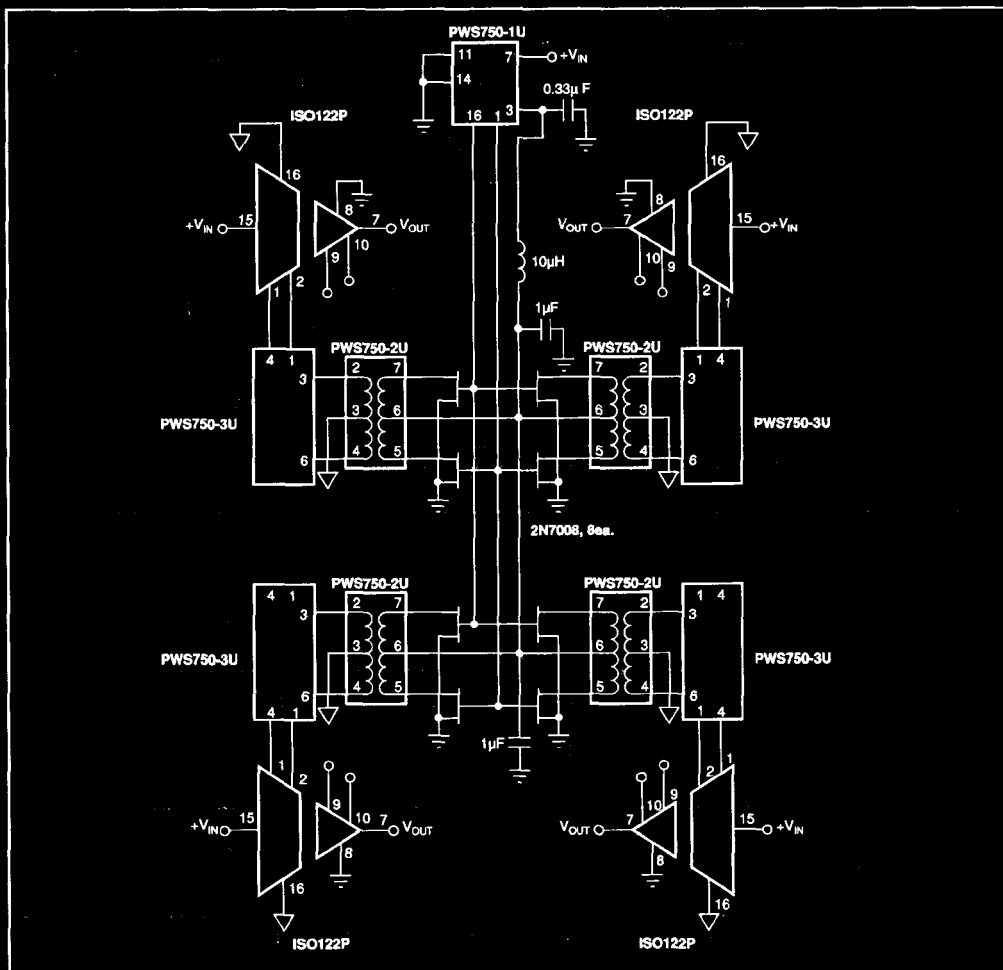 PWS750-1U
11 7 +VIN
14
0.33µF
3
16 1
ISO122P ISO122P
16 16
+VIN 15 8 7 VOUT VOUT 7 8 15 +VIN
10 10
9 9
1 2 2 1
10µH
1µF
PWS750-2U PWS750-2U
4 1 1 4
3 2 7 7 2 3
PWS750-3U 3 6 6 3 PWS750-3U
6 4 5 5 4 6
2N7008, 8ea.
PWS750-2U PWS750-2U
4 1 1 4
3 2 7 7 2 3
PWS750-3U 3 6 6 3 PWS750-3U
6 4 5 5 4 6
4 1 1 4
1µF
1 2 2 1
9 9
10 10
+VIN 15 7 VOUT VOUT 7 15 +VIN
8 8
16 16
ISO122P ISO122P